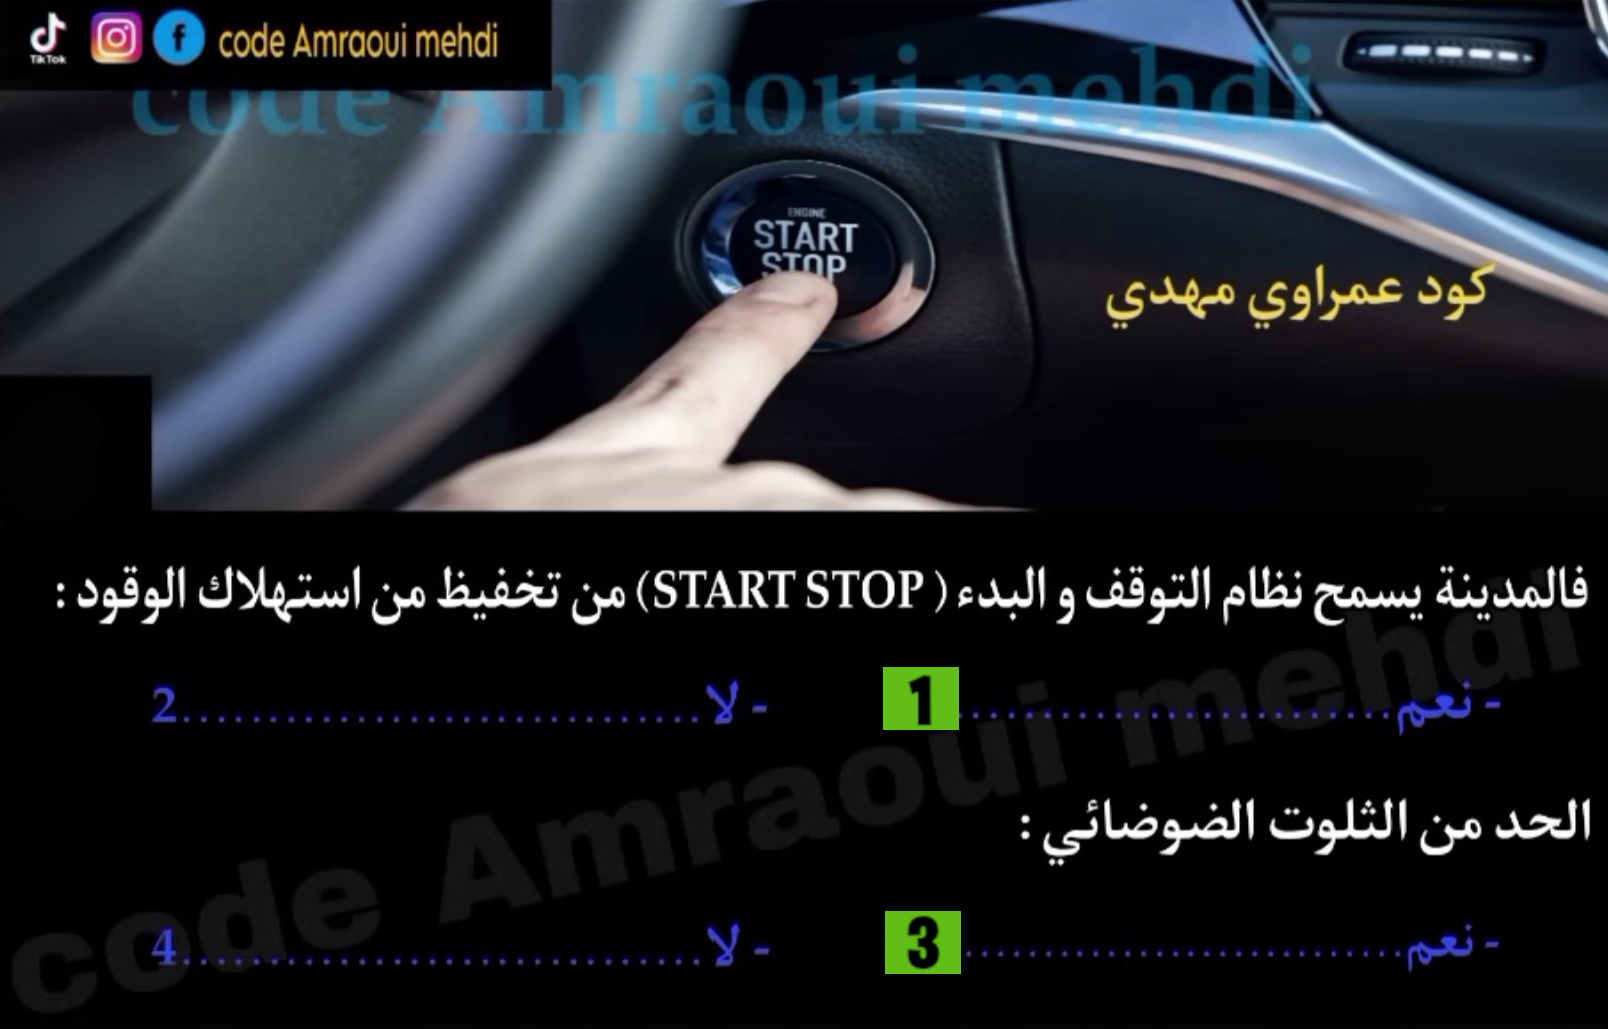 TikTok code Amraoui mehdi
code Amraoui mehdi
ENGINE
START
STOP
كود عمراوي مهدي
فالمدينة يسمح نظام التوقف و البدء ( START STOP) من تخفيظ من استهلاك الوقود :
- نعم..............................1 - لا..............................2
الحد من الثلوت الضوضائي :
- نعم..............................3 - لا..............................4
code Amraoui mehdi